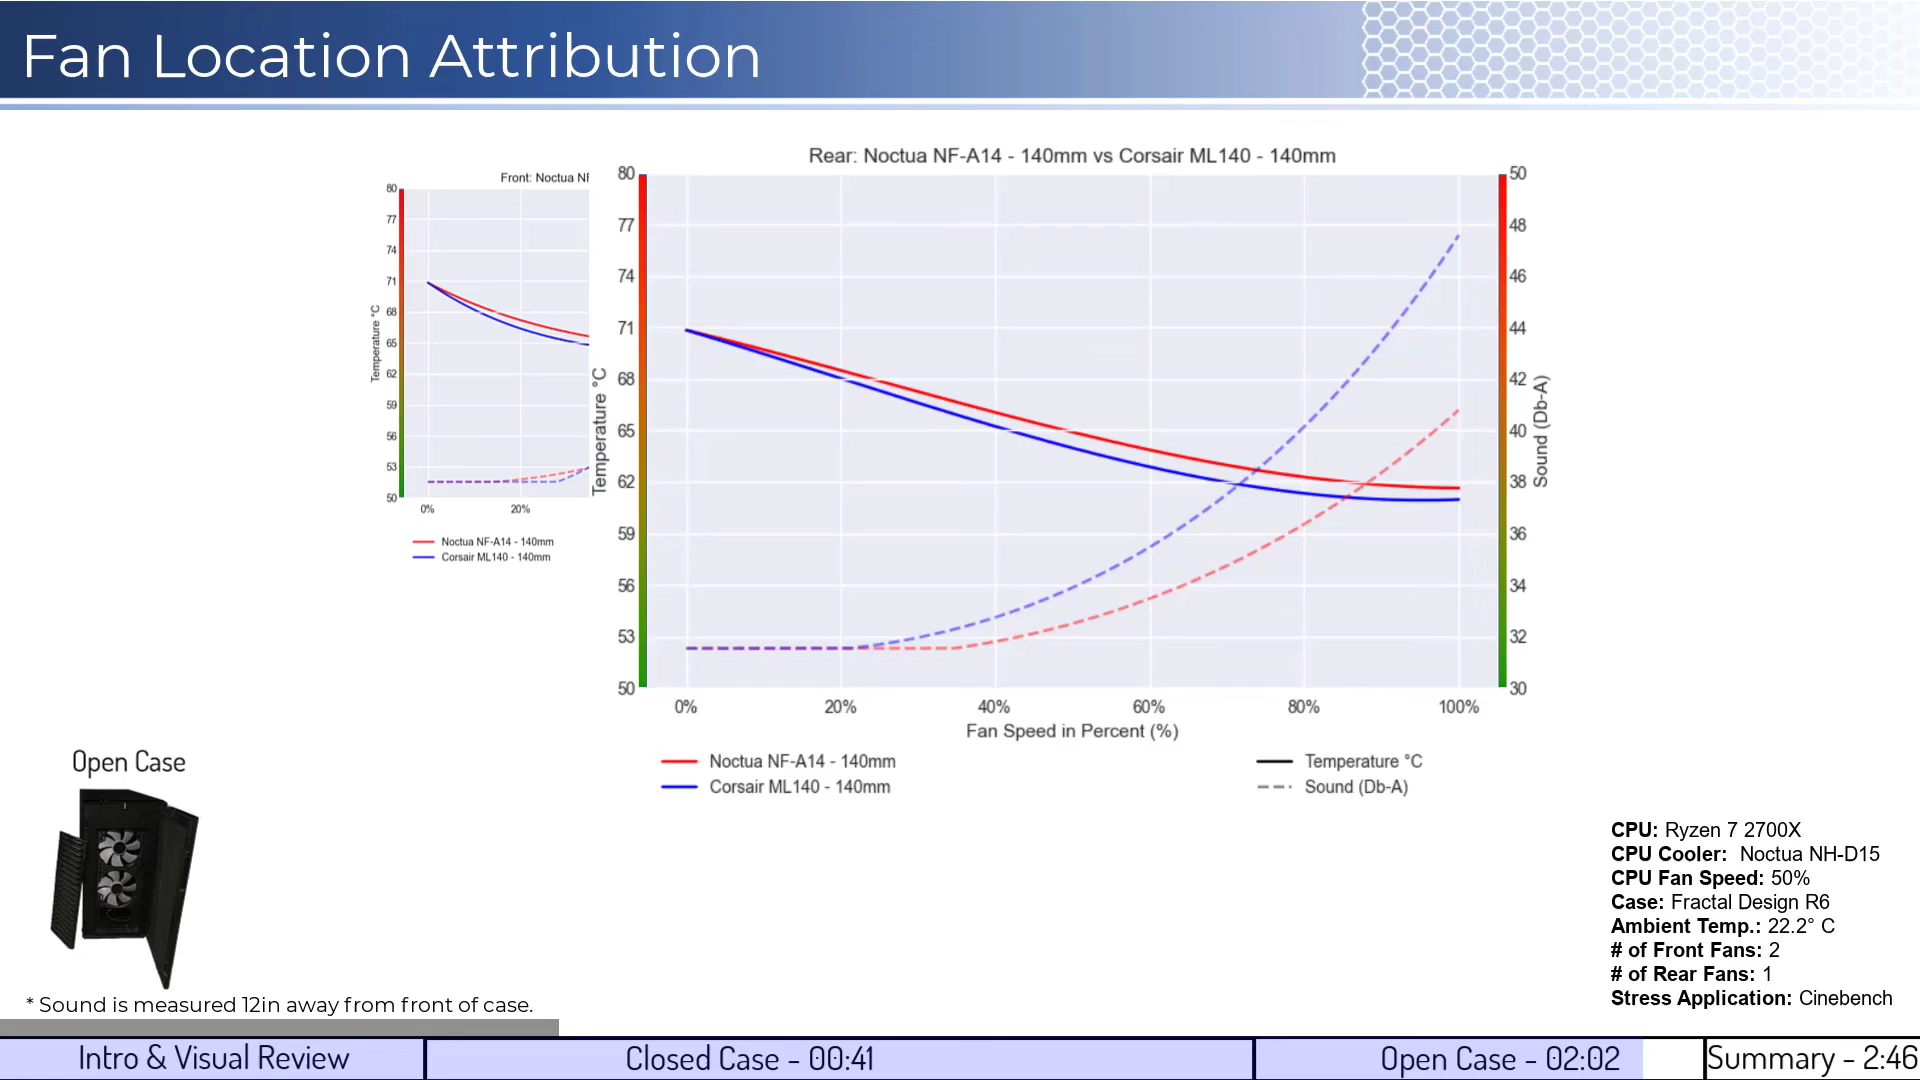 Fan Location Attribution
Front: Noctua NF
80
77
74
71
68
65
62
59
56
53
50
Temperature °C
0%
20%
Noctua NF-A14 - 140mm
Corsair ML140 - 140mm
Rear: Noctua NF-A14 - 140mm vs Corsair ML140 - 140mm
80
77
74
71
68
65
62
59
56
53
50
Temperature °C
50
48
46
44
42
40
38
36
34
32
30
Sound (Db-A)
0%
20%
40%
60%
80%
100%
Fan Speed in Percent (%)
Noctua NF-A14 - 140mm
Corsair ML140 - 140mm
Temperature °C
Sound (Db-A)
Open Case
* Sound is measured 12in away from front of case.
CPU: Ryzen 7 2700X
CPU Cooler: Noctua NH-D15
CPU Fan Speed: 50%
Case: Fractal Design R6
Ambient Temp.: 22.2° C
# of Front Fans: 2
# of Rear Fans: 1
Stress Application: Cinebench
Intro & Visual Review
Closed Case - 00:41
Open Case - 02:02
Summary - 2:46